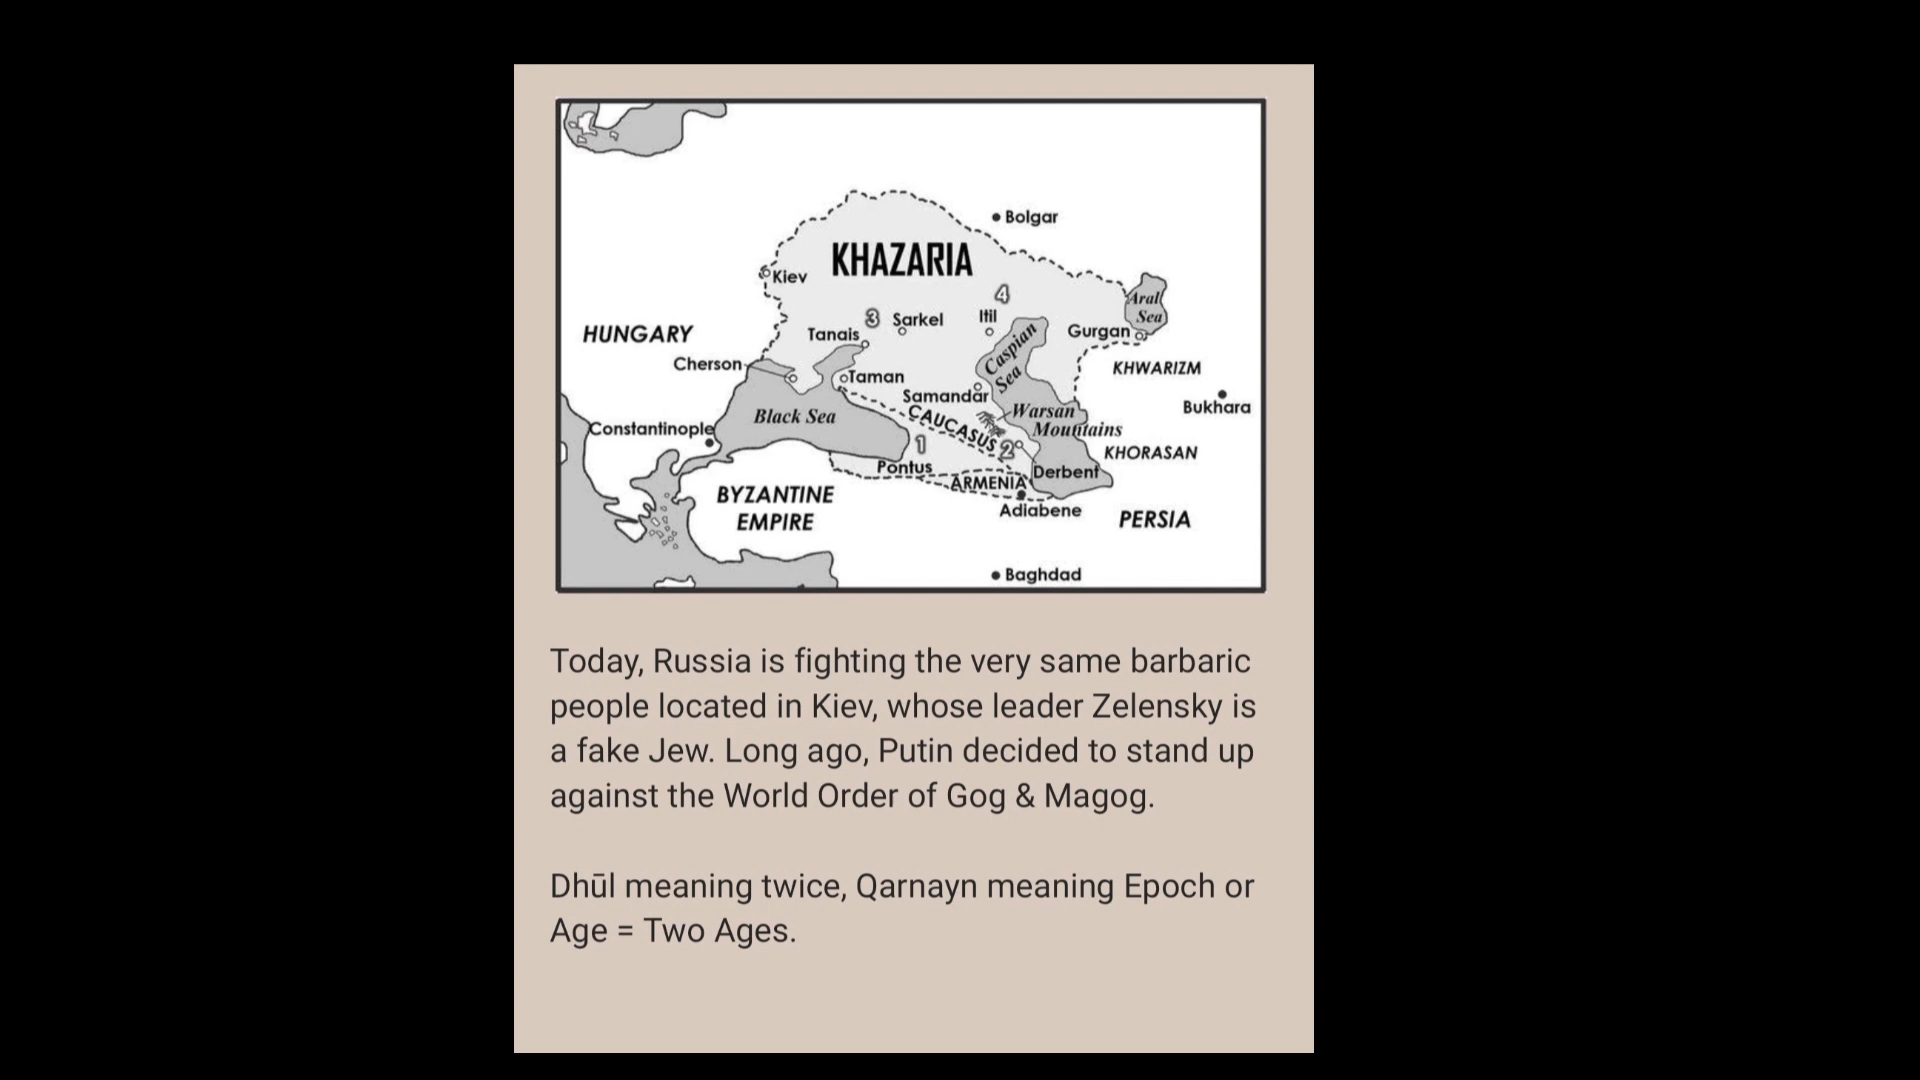 Bolgar
KHAZARIA
Kiev
4
Aral
Sea
3 Sarkel
Itil
HUNGARY
Tanais
Gurgan
Caspian
Sea
Cherson
KHWARIZM
Taman
Samandar
Bukhara
Black Sea
CAUCASUS
Warsan
Mountains
Constantinople
1
2
KHORASAN
Pontus
Derbent
ARMENIA
BYZANTINE
EMPIRE
Adiabene
PERSIA
Baghdad
Today, Russia is fighting the very same barbaric
people located in Kiev, whose leader Zelensky is
a fake Jew. Long ago, Putin decided to stand up
against the World Order of Gog & Magog.
Dhūl meaning twice, Qarnayn meaning Epoch or
Age = Two Ages.